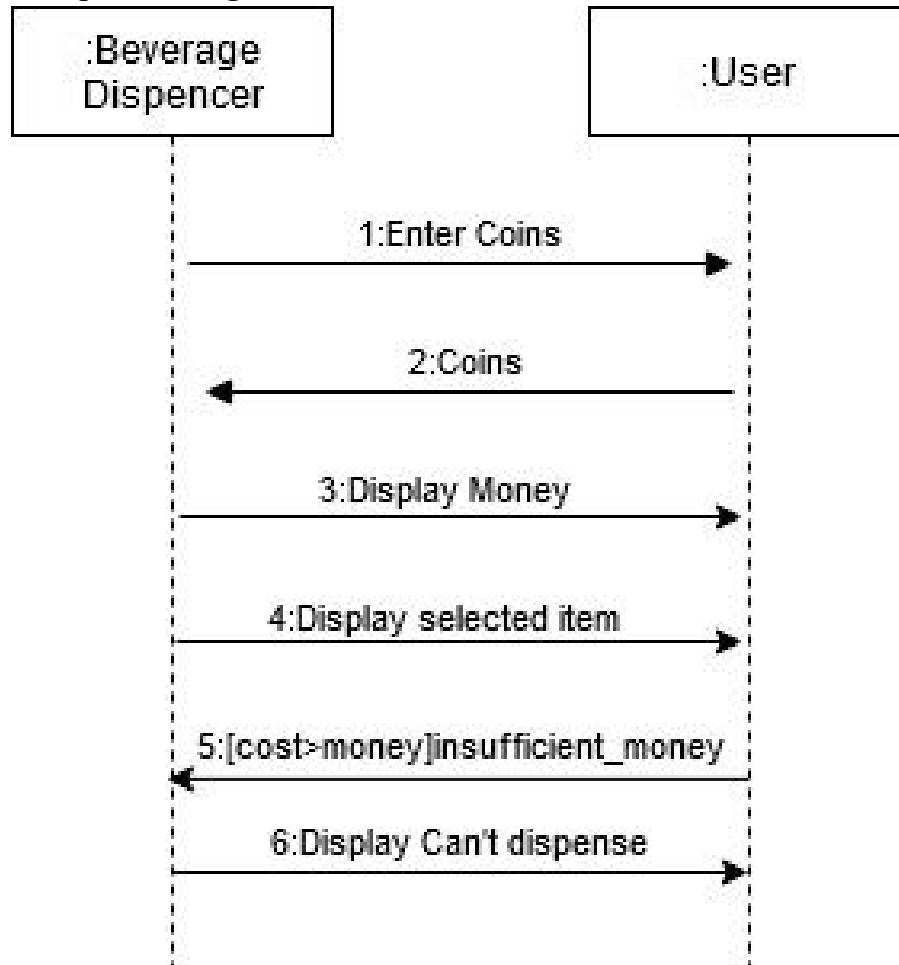 :Beverage
Dispencer
:User
1:Enter Coins
2:Coins
3:Display Money
4:Display selected item
5:[cost>money]insufficient_money
6:Display Can't dispense